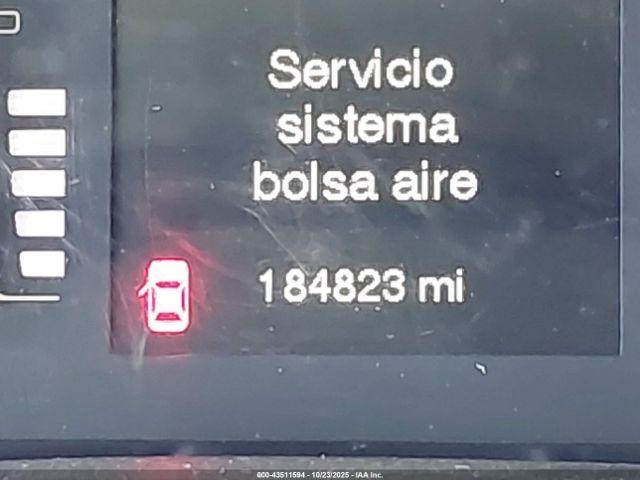 Servicio
sistema
bolsa aire
184823 mi
000-43511594 - 10/23/2025 - IAA Inc.